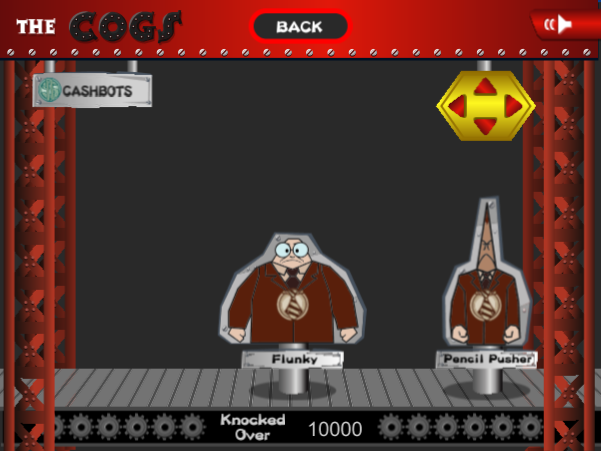 THE COGS
BACK
CASHBOTS
Flunky
Pencil Pusher
Knocked
Over
10000